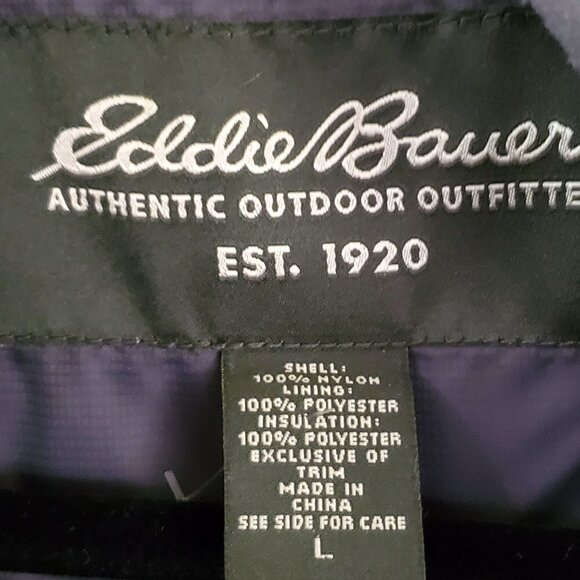 Eddie Bauer
AUTHENTIC OUTDOOR OUTFITTE
EST. 1920
SHELL:
100% NYLON
LINING:
100% POLYESTER
INSULATION:
100% POLYESTER
EXCLUSIVE OF
TRIM
MADE IN
CHINA
SEE SIDE FOR CARE
L